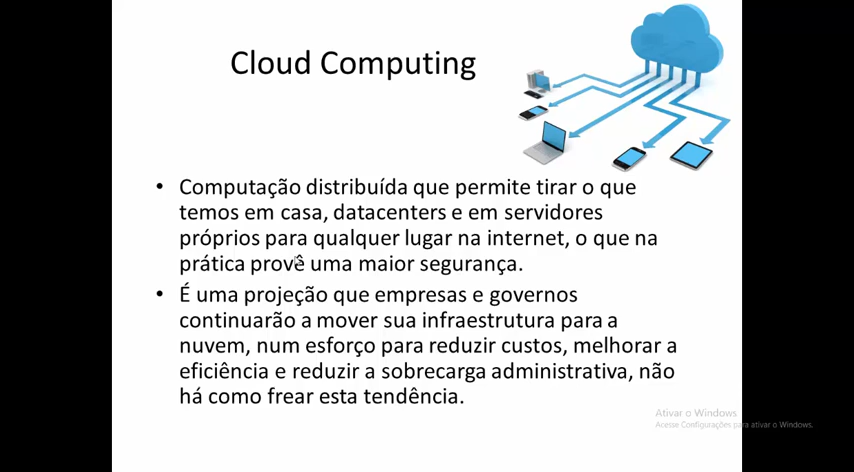 Cloud Computing
• Computação distribuída que permite tirar o que
temos em casa, datacenters e em servidores
próprios para qualquer lugar na internet, o que na
prática provê uma maior segurança.
• É uma projeção que empresas e governos
continuarão a mover sua infraestrutura para a
nuvem, num esforço para reduzir custos, melhorar a
eficiência e reduzir a sobrecarga administrativa, não
há como frear esta tendência.
Ativar o Windows
Acesse Configurações para ativar o Windows.